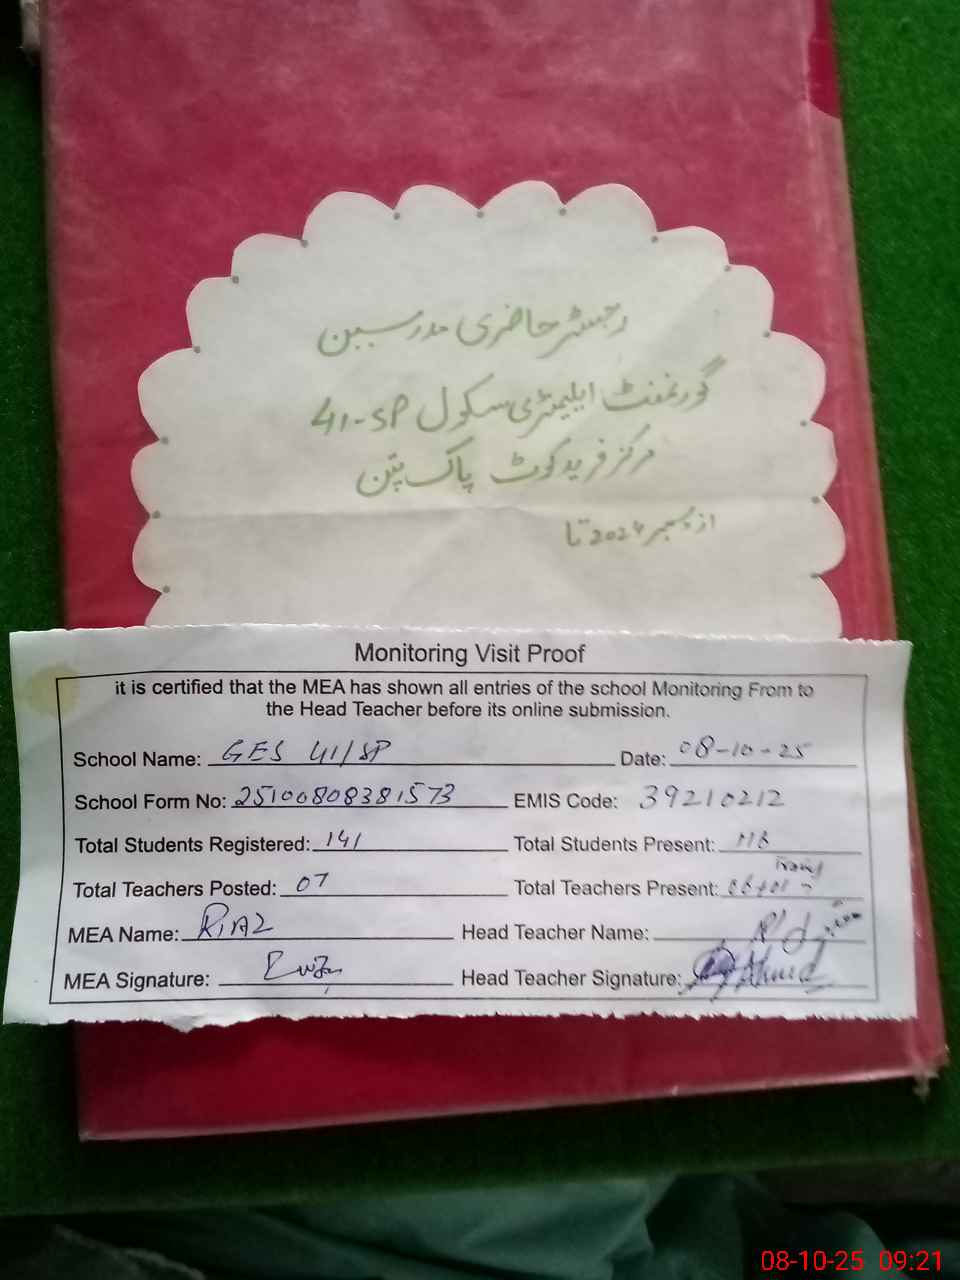 رجسٹر حاضری مدرسین
گورنمنٹ ایلیمنٹری سکول 41-SP
مرکز فرید کوٹ پاک پتن
از دسمبر 2024 تا
Monitoring Visit Proof
it is certified that the MEA has shown all entries of the school Monitoring From to
the Head Teacher before its online submission.
School Name: GES 41/SP Date: 08-10-25
School Form No: 25100808381573 EMIS Code: 39210212
Total Students Registered: 141 Total Students Present:
Total Teachers Posted: 07 Total Teachers Present:
MEA Name: RIAZ Head Teacher Name:
MEA Signature: Head Teacher Signature: Ahmed
08-10-25 09:21